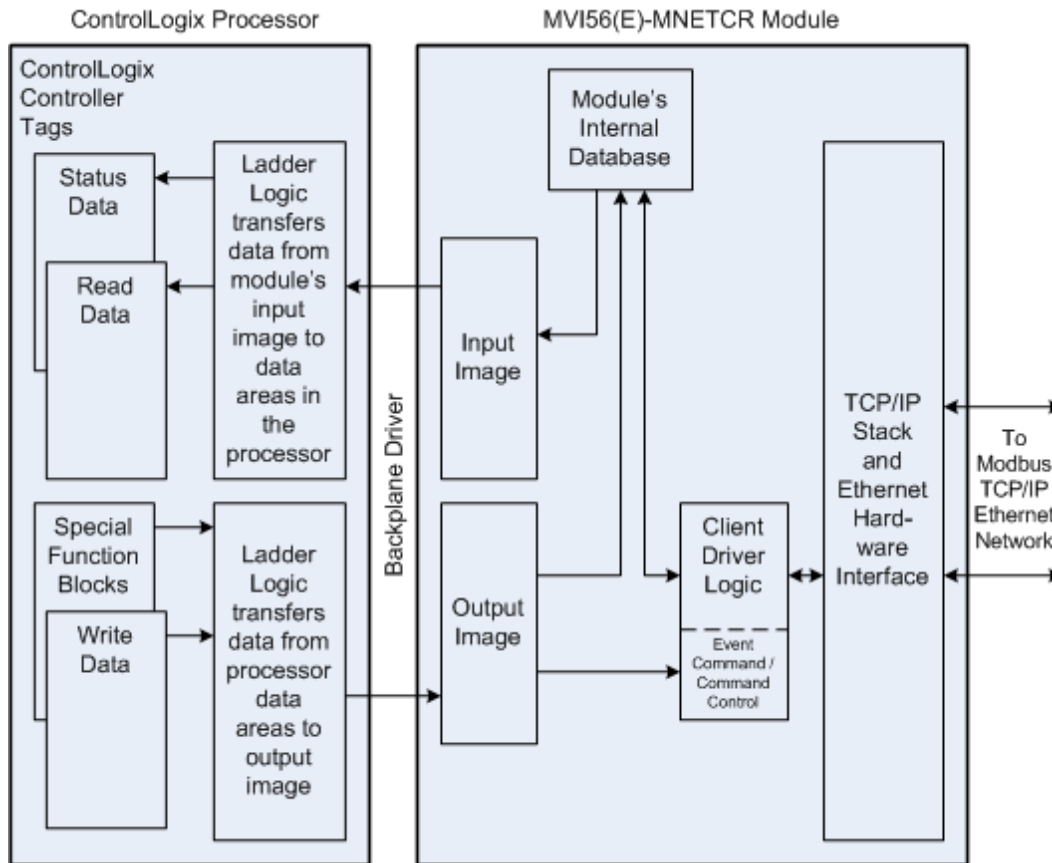 ControlLogix Processor
MVI56(E)-MNETCR Module
ControlLogix
Controller
Tags
Status
Data
Read
Data
Ladder
Logic
transfers
data from
module's
input
image to
data
areas in
the
processor
Special
Function
Blocks
Write
Data
Ladder
Logic
transfers
data from
processor
data
areas to
output
image
Backplane Driver
Module's
Internal
Database
Input
Image
Output
Image
Client
Driver
Logic
Event
Command /
Command
Control
TCP/IP
Stack
and
Ethernet
Hard-
ware
Interface
To
Modbus
TCP/IP
Ethernet
Network